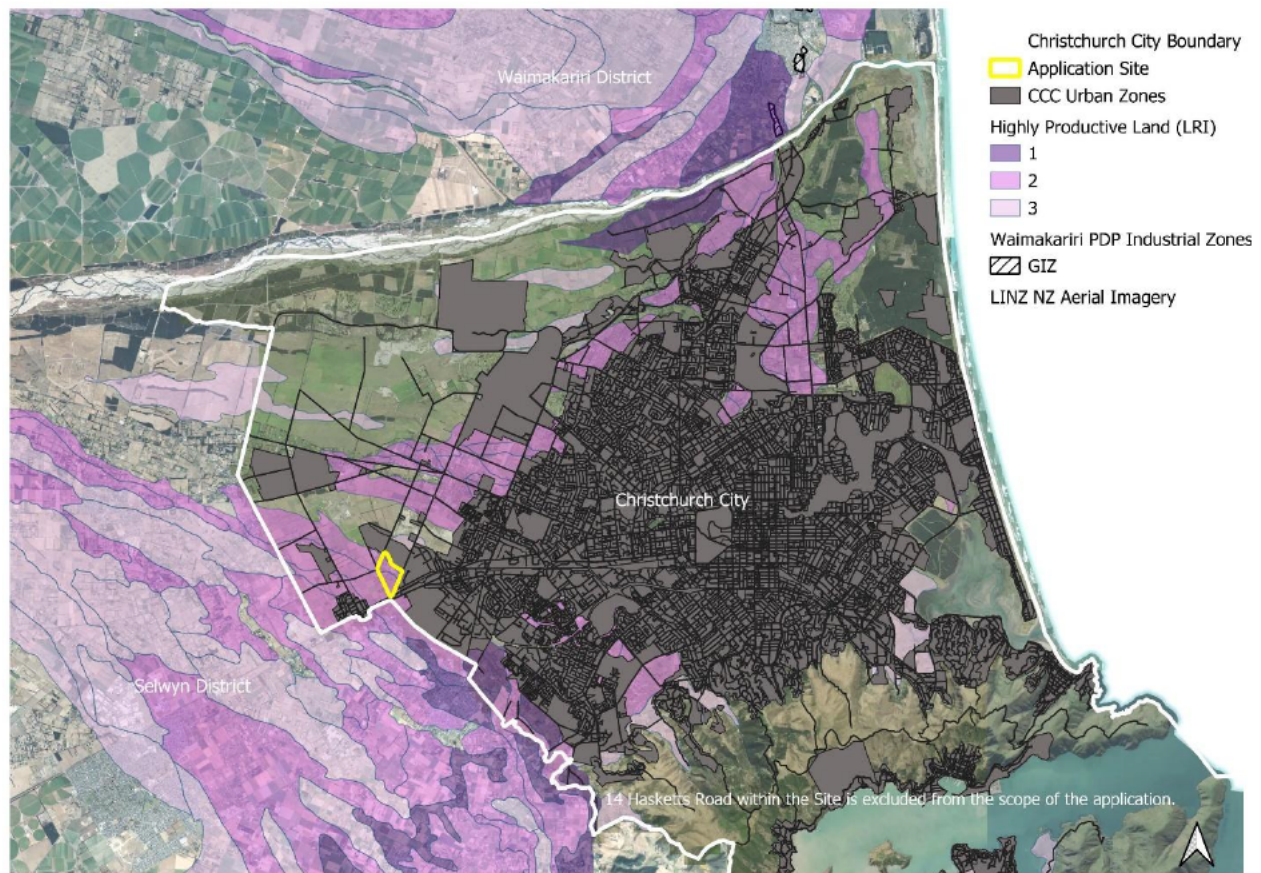 Waimakariri District
Christchurch City
Selwyn District
14 Hasketts Road within the Site is excluded from the scope of the application.
Christchurch City Boundary
Application Site
CCC Urban Zones
Highly Productive Land (LRI)
1
2
3
Waimakariri PDP Industrial Zones
GIZ
LINZ NZ Aerial Imagery